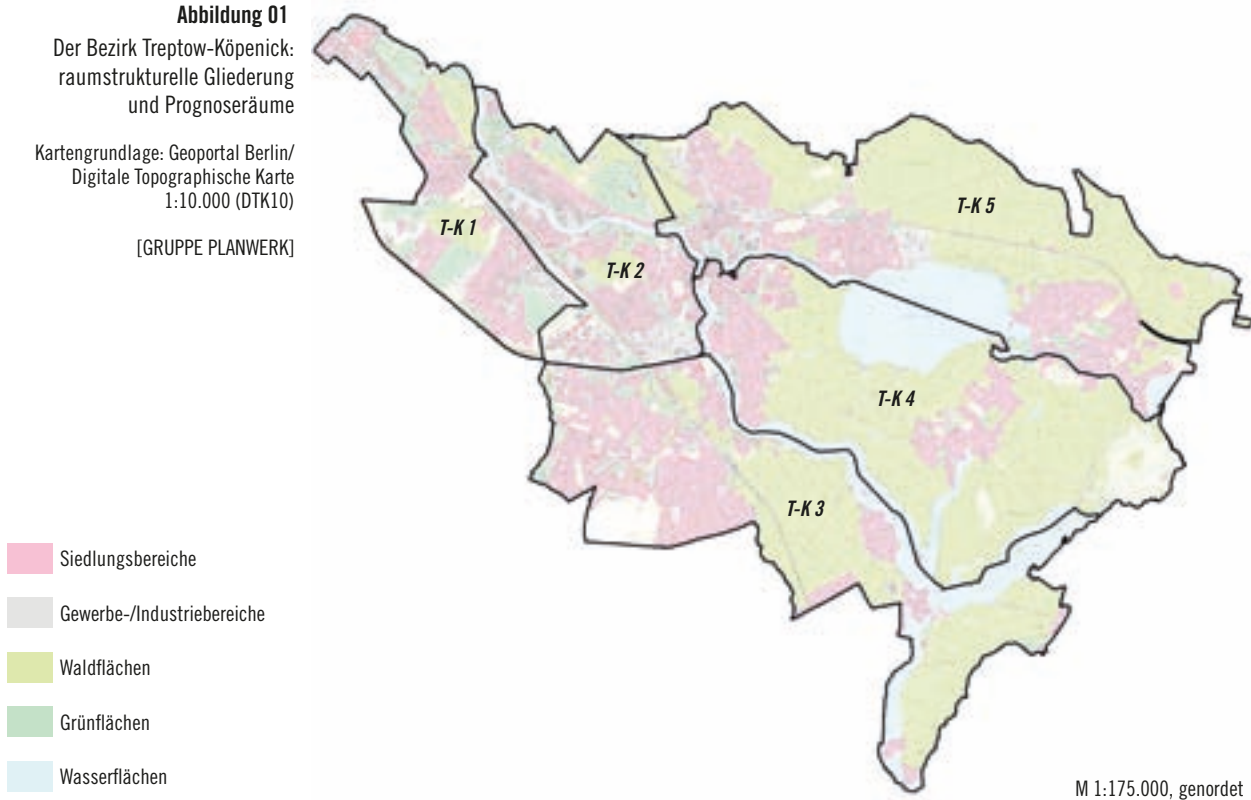 Abbildung 01
Der Bezirk Treptow-Köpenick:
raumstrukturelle Gliederung
und Prognoseräume
Kartengrundlage: Geoportal Berlin/
Digitale Topographische Karte
1:10.000 (DTK10)
[GRUPPE PLANWERK]
T-K 1
T-K 2
T-K 5
T-K 4
T-K 3
Siedlungsbereiche
Gewerbe-/Industriebereiche
Waldflächen
Grünflächen
Wasserflächen
M 1:175.000, genordet